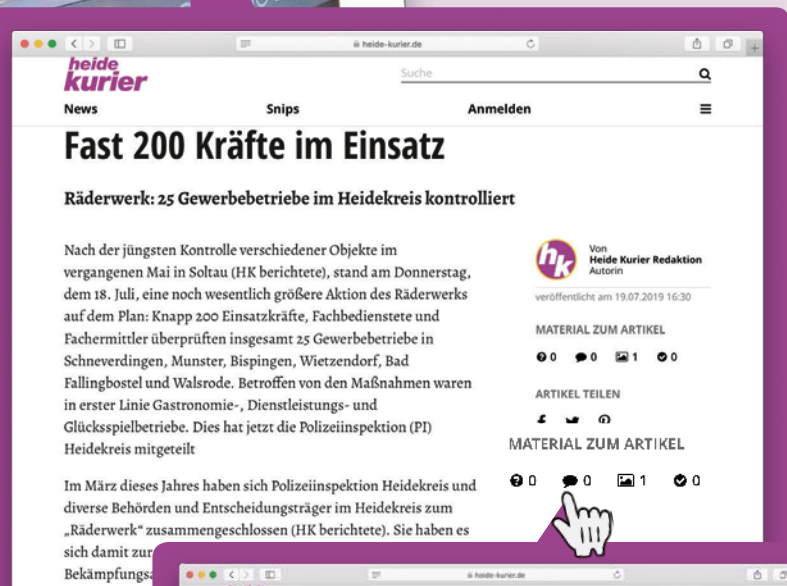 heide-kurier.de
heide
kurier
Suche
News Snips Anmelden
Fast 200 Kräfte im Einsatz
Räderwerk: 25 Gewerbebetriebe im Heidekreis kontrolliert
Nach der jüngsten Kontrolle verschiedener Objekte im
vergangenen Mai in Soltau (HK berichtete), stand am Donnerstag,
dem 18. Juli, eine noch wesentlich größere Aktion des Räderwerks
auf dem Plan: Knapp 200 Einsatzkräfte, Fachbedienstete und
Fachermittler überprüften insgesamt 25 Gewerbebetriebe in
Schneverdingen, Munster, Bispingen, Wietzendorf, Bad
Fallingbostel und Walsrode. Betroffen von den Maßnahmen waren
in erster Linie Gastronomie-, Dienstleistungs- und
Glücksspielbetriebe. Dies hat jetzt die Polizeiinspektion (PI)
Heidekreis mitgeteilt
Im März dieses Jahres haben sich Polizeiinspektion Heidekreis und
diverse Behörden und Entscheidungsträger im Heidekreis zum
„Räderwerk“ zusammengeschlossen (HK berichtete). Sie haben es
sich damit zur
Bekämpfungsa
hk
Von
Heide Kurier Redaktion
Autorin
veröffentlicht am 19.07.2019 16:30
MATERIAL ZUM ARTIKEL
0 0 1 0
ARTIKEL TEILEN
MATERIAL ZUM ARTIKEL
0 0 1 0
heide-kurier.de